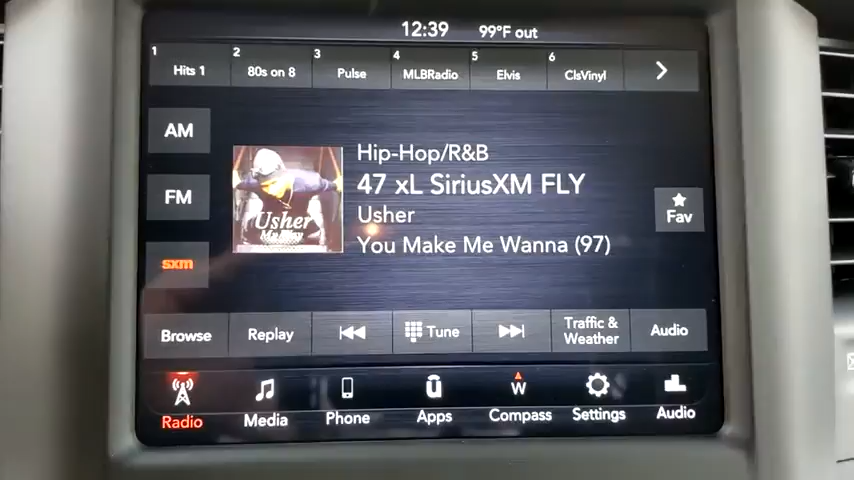 12:39 99°F out
1 Hits 1
2 80s on 8
3 Pulse
4 MLBRadio
5 Elvis
6 ClsVinyl
AM
FM
sxm
Usher
My Way
Hip-Hop/R&B
47 xL SiriusXM FLY
Usher
You Make Me Wanna (97)
Fav
Browse
Replay
Tune
Traffic &
Weather
Audio
Radio
Media
Phone
Apps
W
Compass
Settings
Audio